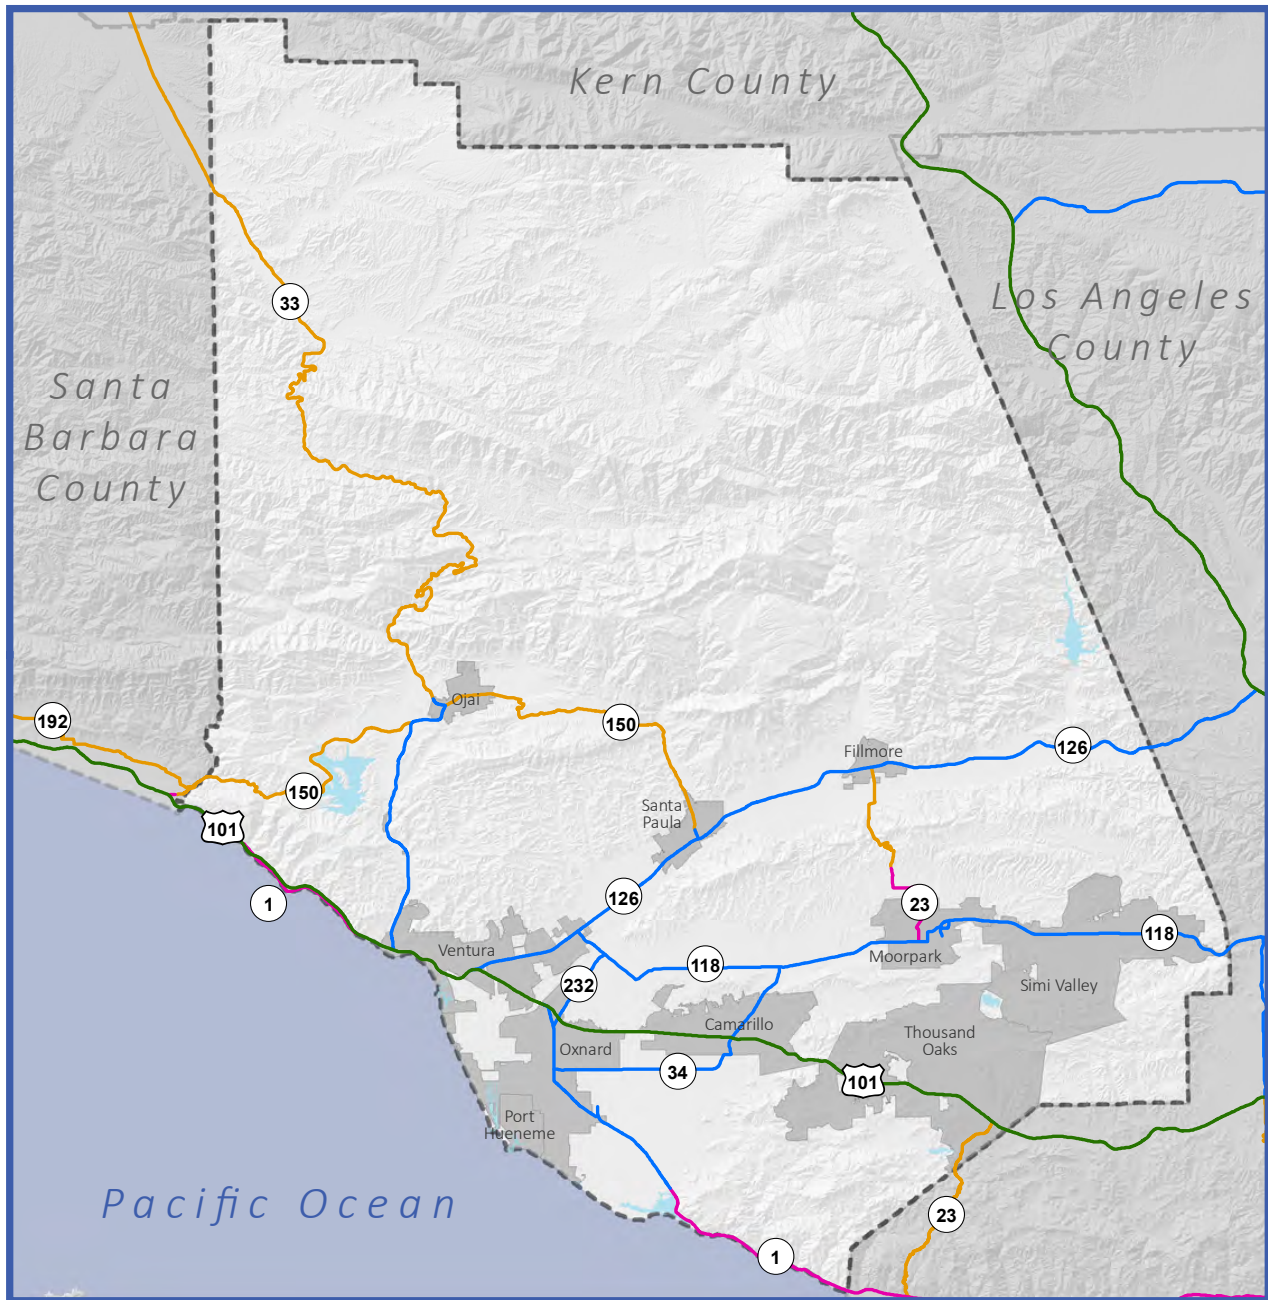 Kern County
Los Angeles
County
33
Santa
Barbara
County
Ojai
192
150
Fillmore
126
150
Santa
Paula
101
126
1
23
118
Ventura
Moorpark
118
232
Simi Valley
Camarillo
Thousand
Oaks
Oxnard
34
101
Port
Hueneme
Pacific Ocean
23
1